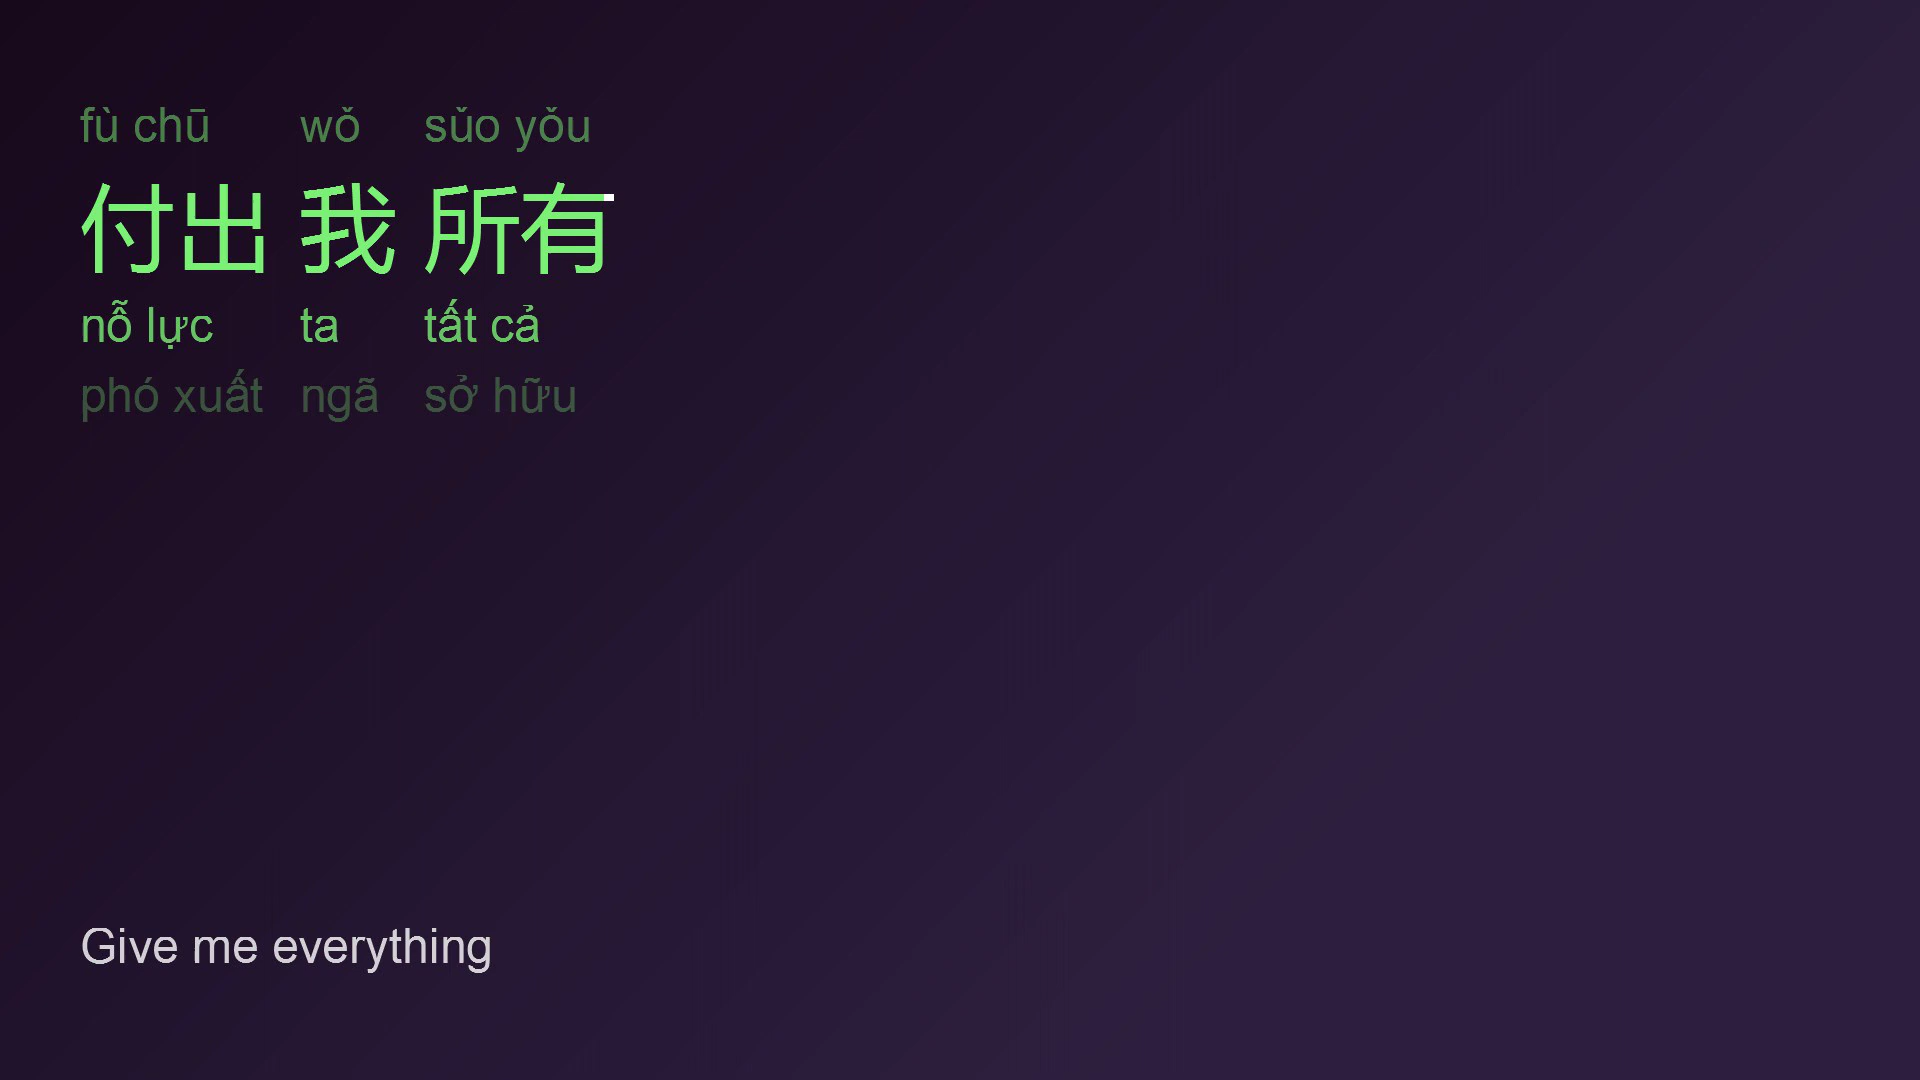 fù chū wǒ sǔo yǒu
付出 我 所有
nỗ lực ta tất cả
phó xuất ngã sở hữu
Give me everything